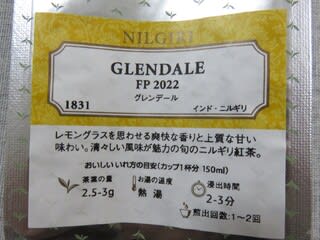 NILGIRI
GLENDALE
FP 2022
グレンデール
1831
インド・ニルギリ
レモングラスを思わせる爽快な香りと上質な甘い
味わい。清々しい風味が魅力の旬のニルギリ紅茶。
おいしいいれ方の目安(カップ1杯分 150ml)
茶葉の量 お湯の温度 浸出時間
2.5-3g 熱湯 2-3分
煎出回数:1~2回